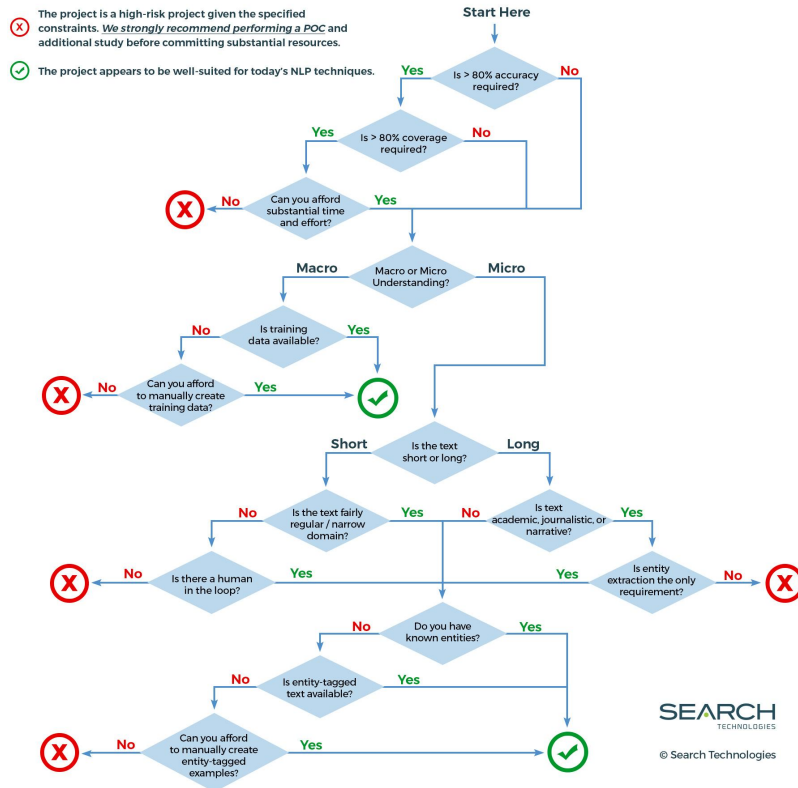 The project is a high-risk project given the specified
constraints. We strongly recommend performing a POC and
additional study before committing substantial resources.
The project appears to be well-suited for today's NLP techniques.
Start Here
Yes
Is > 80% accuracy
required?
No
Yes
Is > 80% coverage
required?
No
X
No
Can you afford
substantial time
and effort?
Yes
Macro
Macro or Micro
Understanding?
Micro
No
Is training
data available?
Yes
X
No
Can you afford
to manually create
training data?
Yes
Short
Is the text
short or long?
Long
No
Is the text fairly
regular / narrow
domain?
Yes
No
Is text
academic, journalistic, or
narrative?
Yes
X
No
Is there a human
in the loop?
Yes
Yes
Is entity
extraction the only
requirement?
No
X
No
Do you have
known entities?
Yes
No
Is entity-tagged
text available?
Yes
X
No
Can you afford
to manually create
entity-tagged
examples?
Yes
SEARCH
TECHNOLOGIES
© Search Technologies